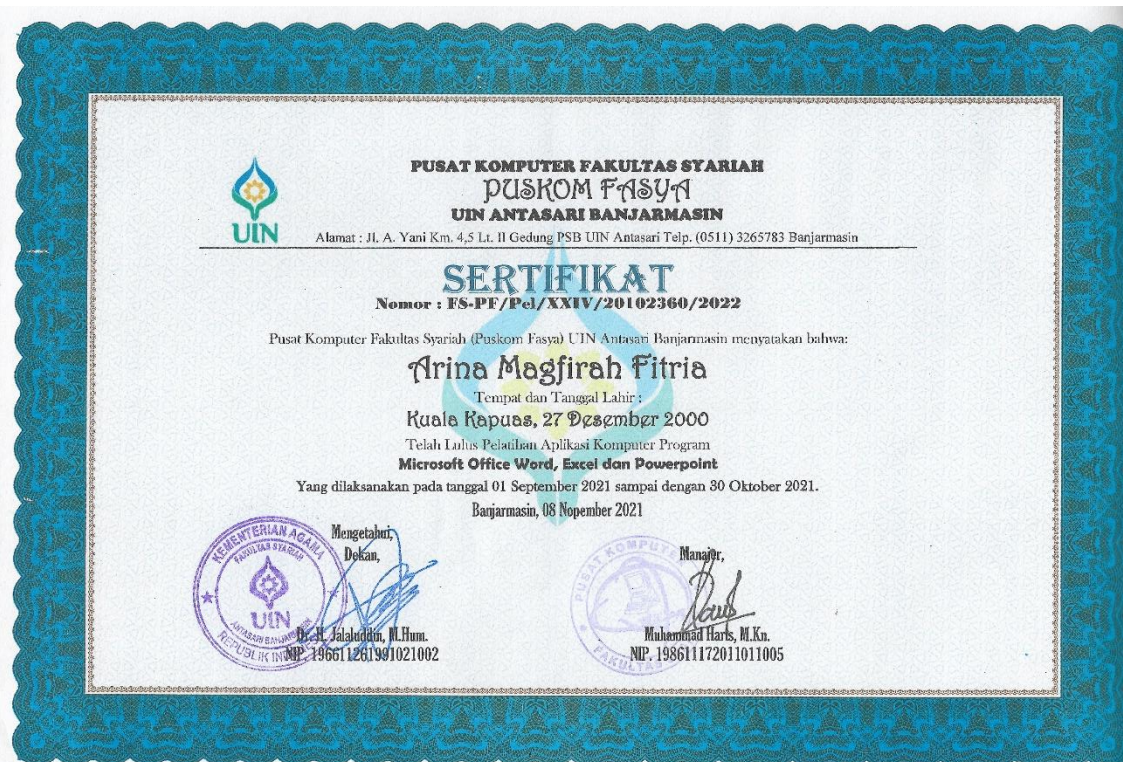 PUSAT KOMPUTER FAKULTAS SYARIAH
PUSKOM FASYA
UIN ANTASARI BANJARMASIN
UIN
Alamat : Jl. A. Yani Km. 4,5 Lt. II Gedung PSB UIN Antasari Telp. (0511) 3265783 Banjarmasin
SERTIFIKAT
Nomor : FS-PF/Pel/XXIV/20102360/2022
Pusat Komputer Fakultas Syariah (Puskom Fasya) UIN Antasari Banjarmasin menyatakan bahwa:
Arina Magfirah Fitria
Tempat dan Tanggal Lahir :
Kuala Kapuas, 27 Desember 2000
Telah Lulus Pelatihan Aplikasi Komputer Program
Microsoft Office Word, Excel dan Powerpoint
Yang dilaksanakan pada tanggal 01 September 2021 sampai dengan 30 Oktober 2021.
Banjarmasin, 08 Nopember 2021
Mengetahui,
Dekan,
KEMENTERIAN AGAMA
FAKULTAS SYARIAH
UIN
REPUBLIK
Dr. H. Jalaluddin, M.Hum.
NIP. 196611261991021002
Manajer,
PUSAT KOMPUTER
FAKULTAS
Muhammad Haris, M.Kn.
NIP. 198611172011011005